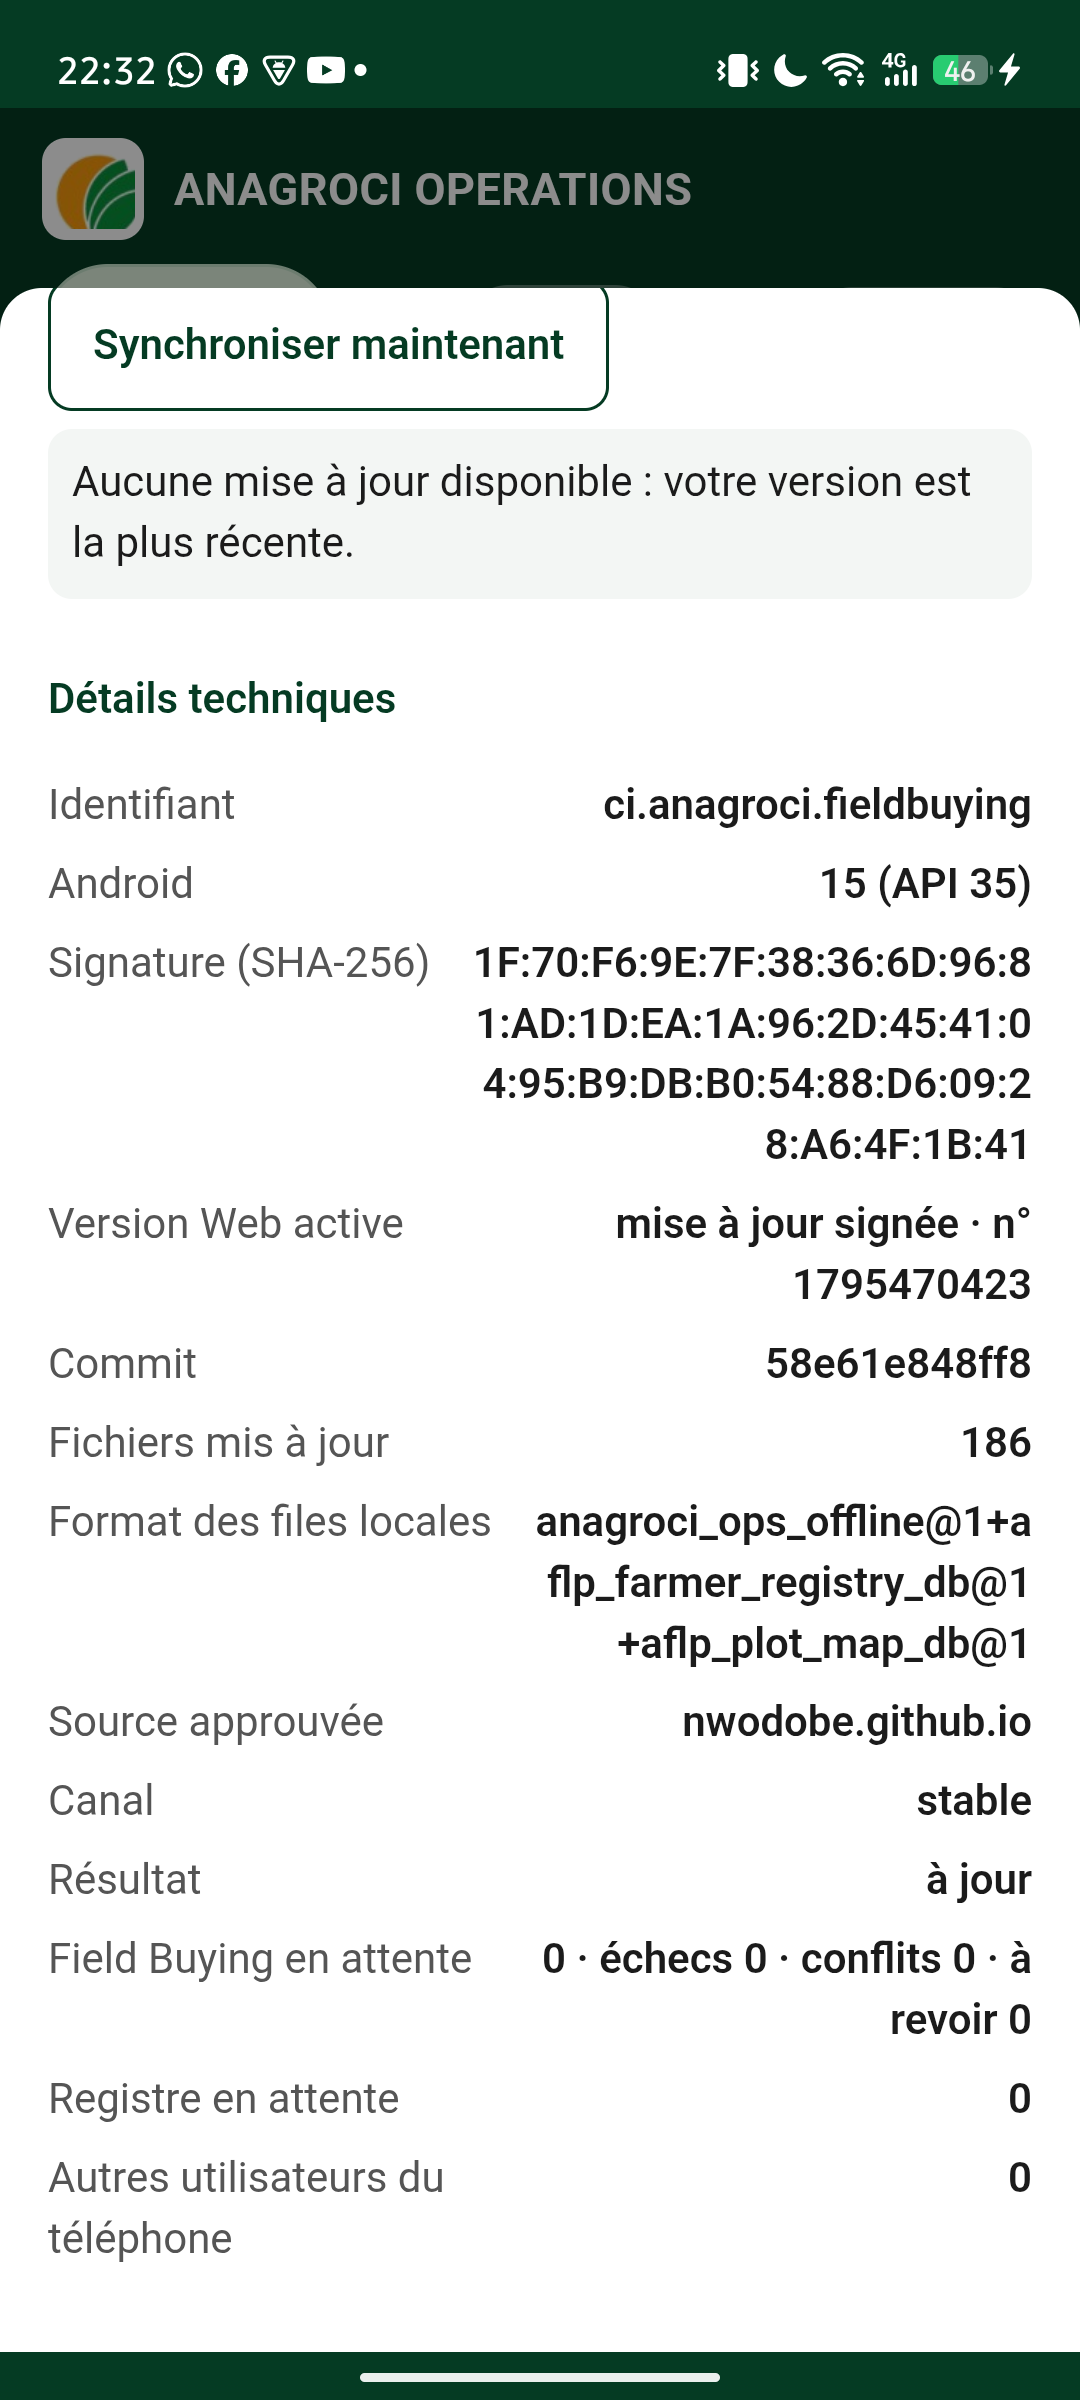 22:32
4G
46
ANAGROCI OPERATIONS
Synchroniser maintenant
Aucune mise à jour disponible : votre version est
la plus récente.
Détails techniques
Identifiant ci.anagroci.fieldbuying
Android 15 (API 35)
Signature (SHA-256) 1F:70:F6:9E:7F:38:36:6D:96:8
1:AD:1D:EA:1A:96:2D:45:41:0
4:95:B9:DB:B0:54:88:D6:09:2
8:A6:4F:1B:41
Version Web active mise à jour signée · n°
1795470423
Commit 58e61e848ff8
Fichiers mis à jour 186
Format des files locales anagroci_ops_offline@1+a
flp_farmer_registry_db@1
+aflp_plot_map_db@1
Source approuvée nwodobe.github.io
Canal stable
Résultat à jour
Field Buying en attente 0 · échecs 0 · conflits 0 · à
revoir 0
Registre en attente 0
Autres utilisateurs du 0
téléphone